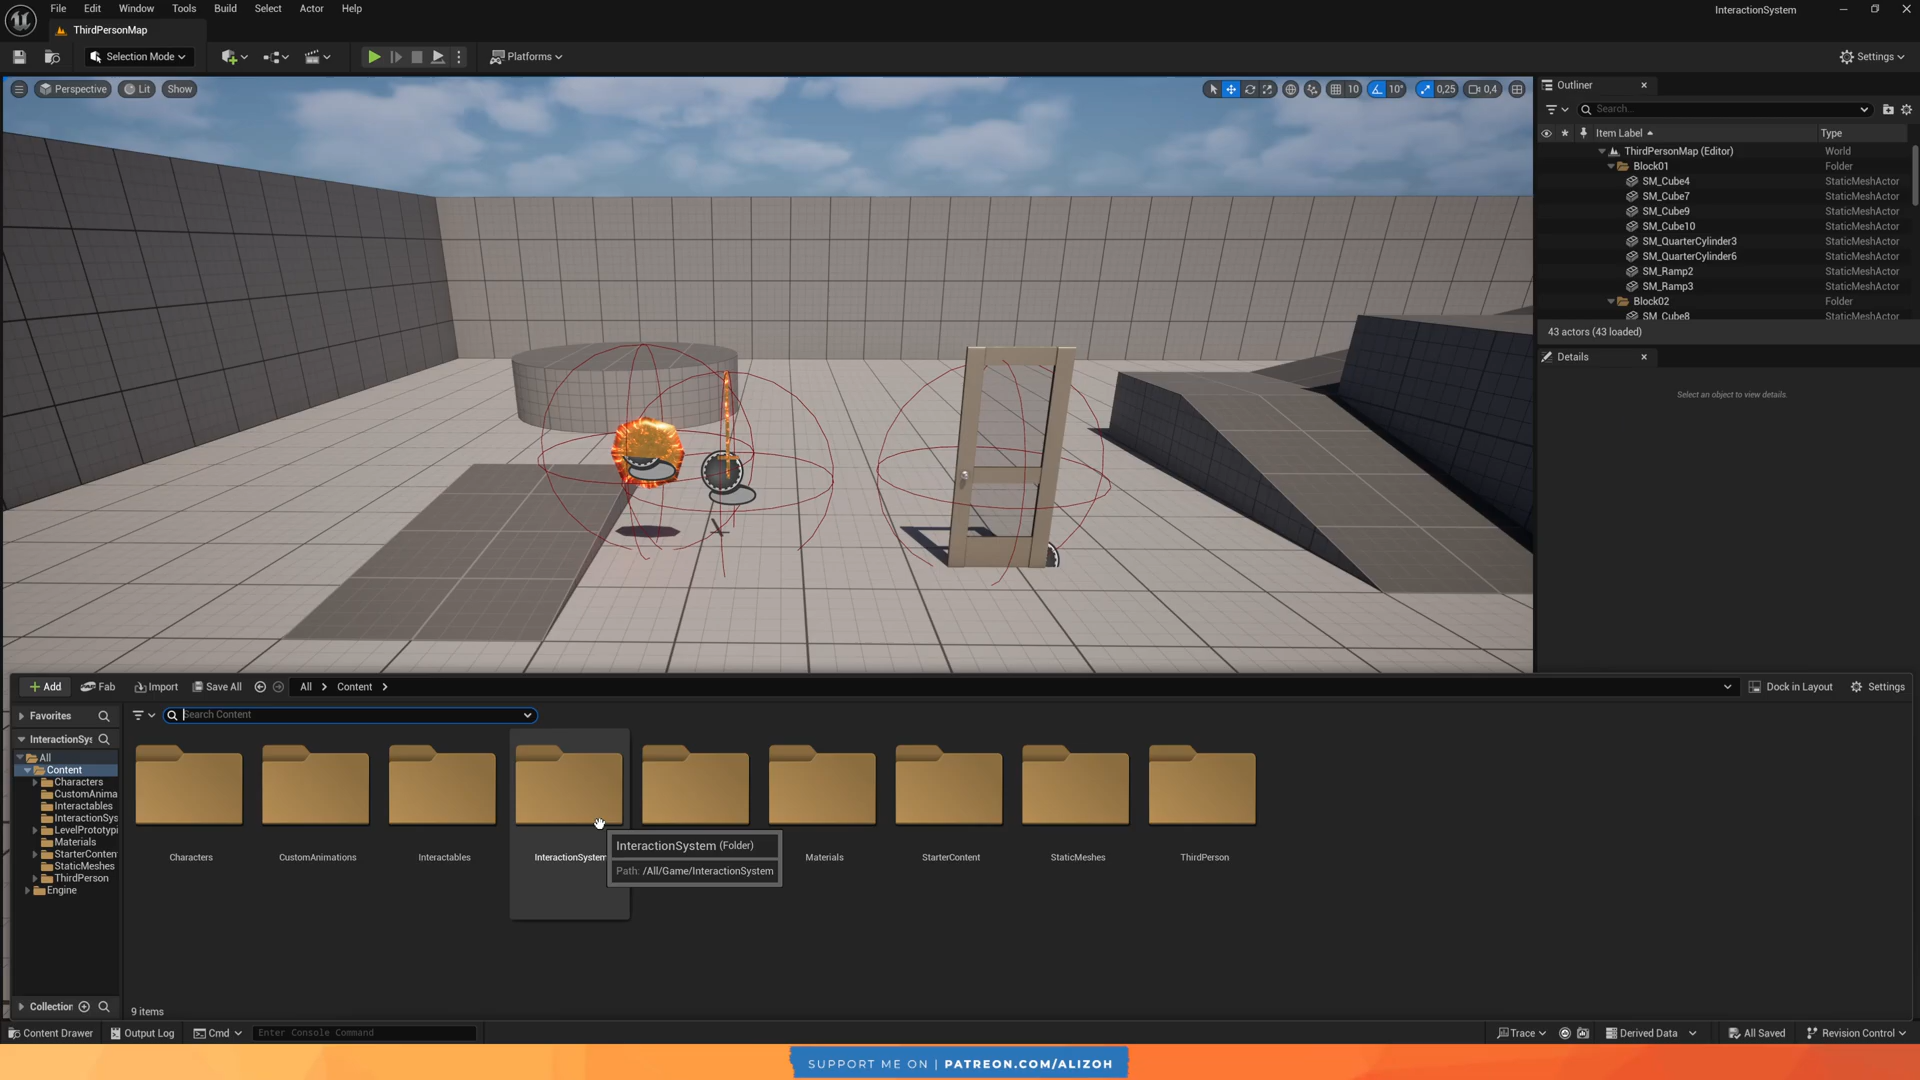 File Edit Window Tools Build Select Actor Help
InteractionSystem
ThirdPersonMap
Selection Mode
Platforms
Settings
Perspective Lit Show
10 10° 0,25 0,4
Outliner
Search...
Item Label Type
ThirdPersonMap (Editor) World
Block01 Folder
SM_Cube4 StaticMeshActor
SM_Cube7 StaticMeshActor
SM_Cube9 StaticMeshActor
SM_Cube10 StaticMeshActor
SM_QuarterCylinder3 StaticMeshActor
SM_QuarterCylinder6 StaticMeshActor
SM_Ramp2 StaticMeshActor
SM_Ramp3 StaticMeshActor
Block02 Folder
SM_Cube8 StaticMeshActor
43 actors (43 loaded)
Details
Select an object to view details.
Add Fab Import Save All All Content Dock in Layout Settings
Favorites
Search Content
InteractionSys
All
Content
Characters
CustomAnima
Interactables
InteractionSys
LevelPrototypi
Materials
StarterConten
StaticMeshes
ThirdPerson
Engine
Characters CustomAnimations Interactables InteractionSystem Materials StarterContent StaticMeshes ThirdPerson
InteractionSystem (Folder)
Path: /All/Game/InteractionSystem
Collection
9 items
Content Drawer Output Log Cmd Enter Console Command Trace Derived Data All Saved Revision Control
SUPPORT ME ON | PATREON.COM/ALIZOH